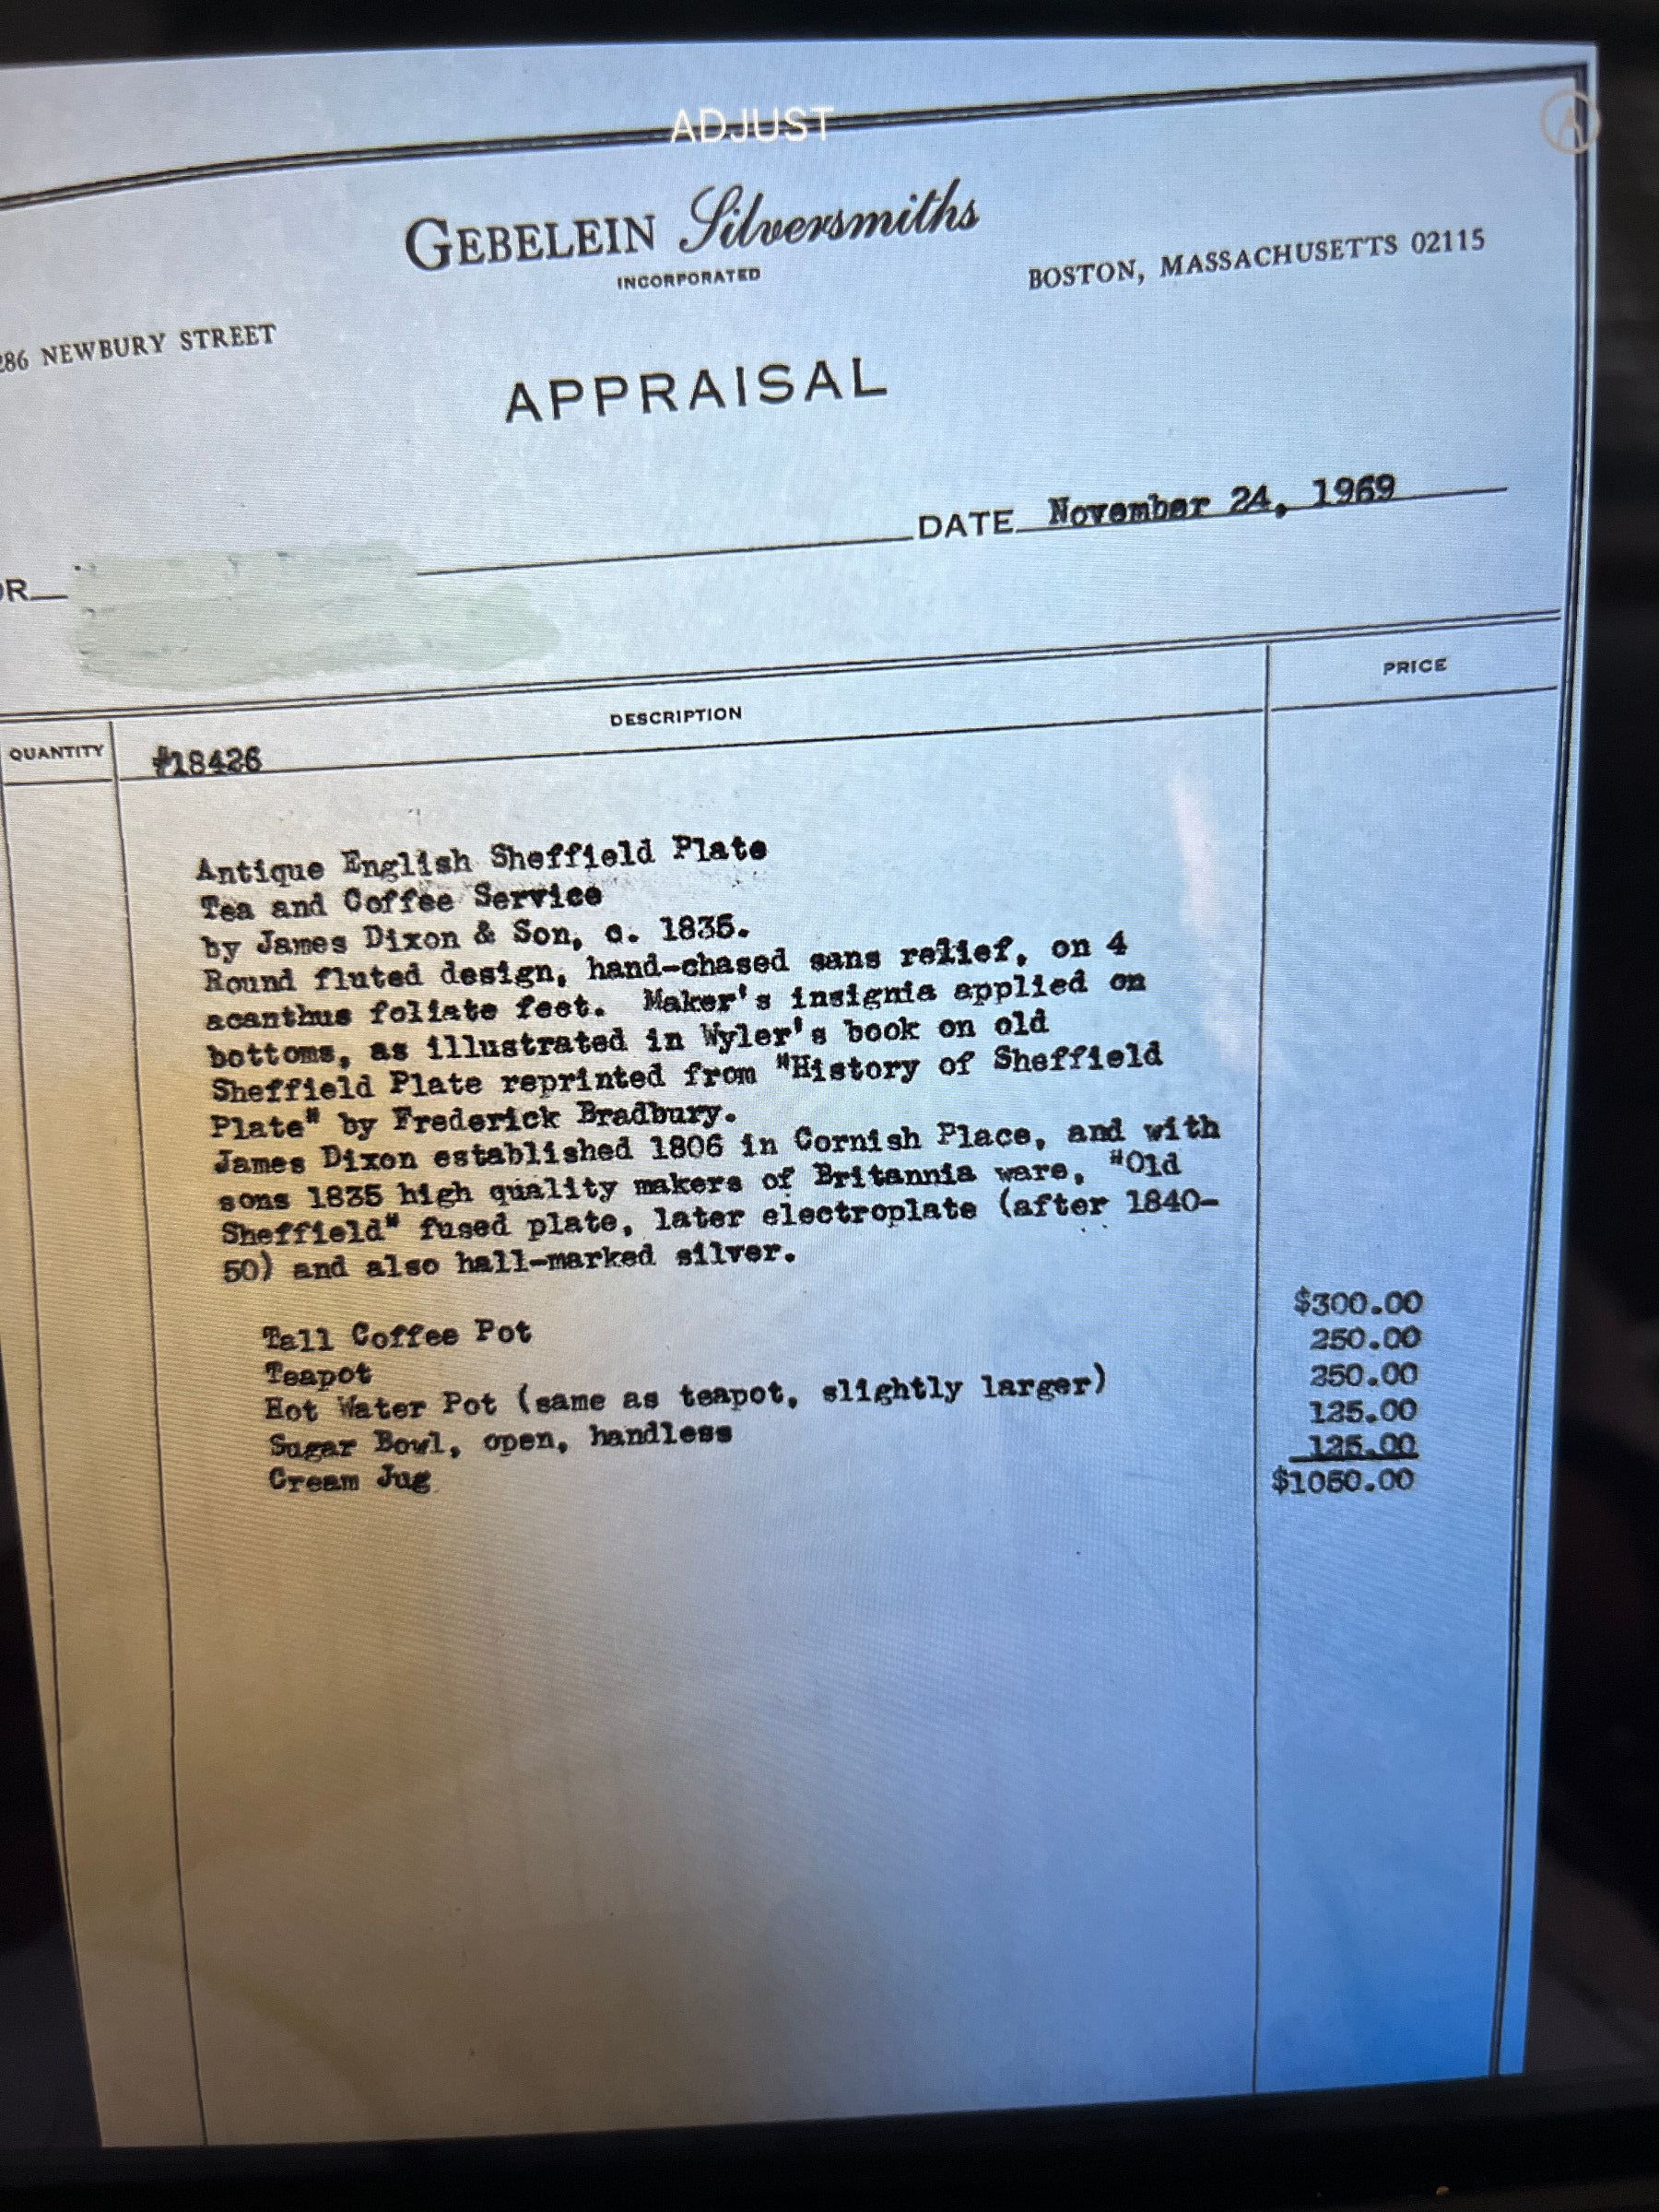 ADJUST
GEBELEIN Silversmiths
INCORPORATED
BOSTON, MASSACHUSETTS 02115
286 NEWBURY STREET
APPRAISAL
DATE November 24, 1969
OR
QUANTITY DESCRIPTION PRICE
#18426
Antique English Sheffield Plate
Tea and Coffee Service
by James Dixon & Son, c. 1835.
Round fluted design, hand-chased sans relief, on 4
acanthus foliate feet. Maker's insignia applied on
bottoms, as illustrated in Wyler's book on old
Sheffield Plate reprinted from "History of Sheffield
Plate" by Frederick Bradbury.
James Dixon established 1806 in Cornish Place, and with
sons 1835 high quality makers of Britannia ware, "Old
Sheffield" fused plate, later electroplate (after 1840-
50) and also hall-marked silver.
Tall Coffee Pot $300.00
Teapot 250.00
Hot Water Pot (same as teapot, slightly larger) 250.00
Sugar Bowl, open, handless 125.00
Cream Jug 125.00
$1050.00